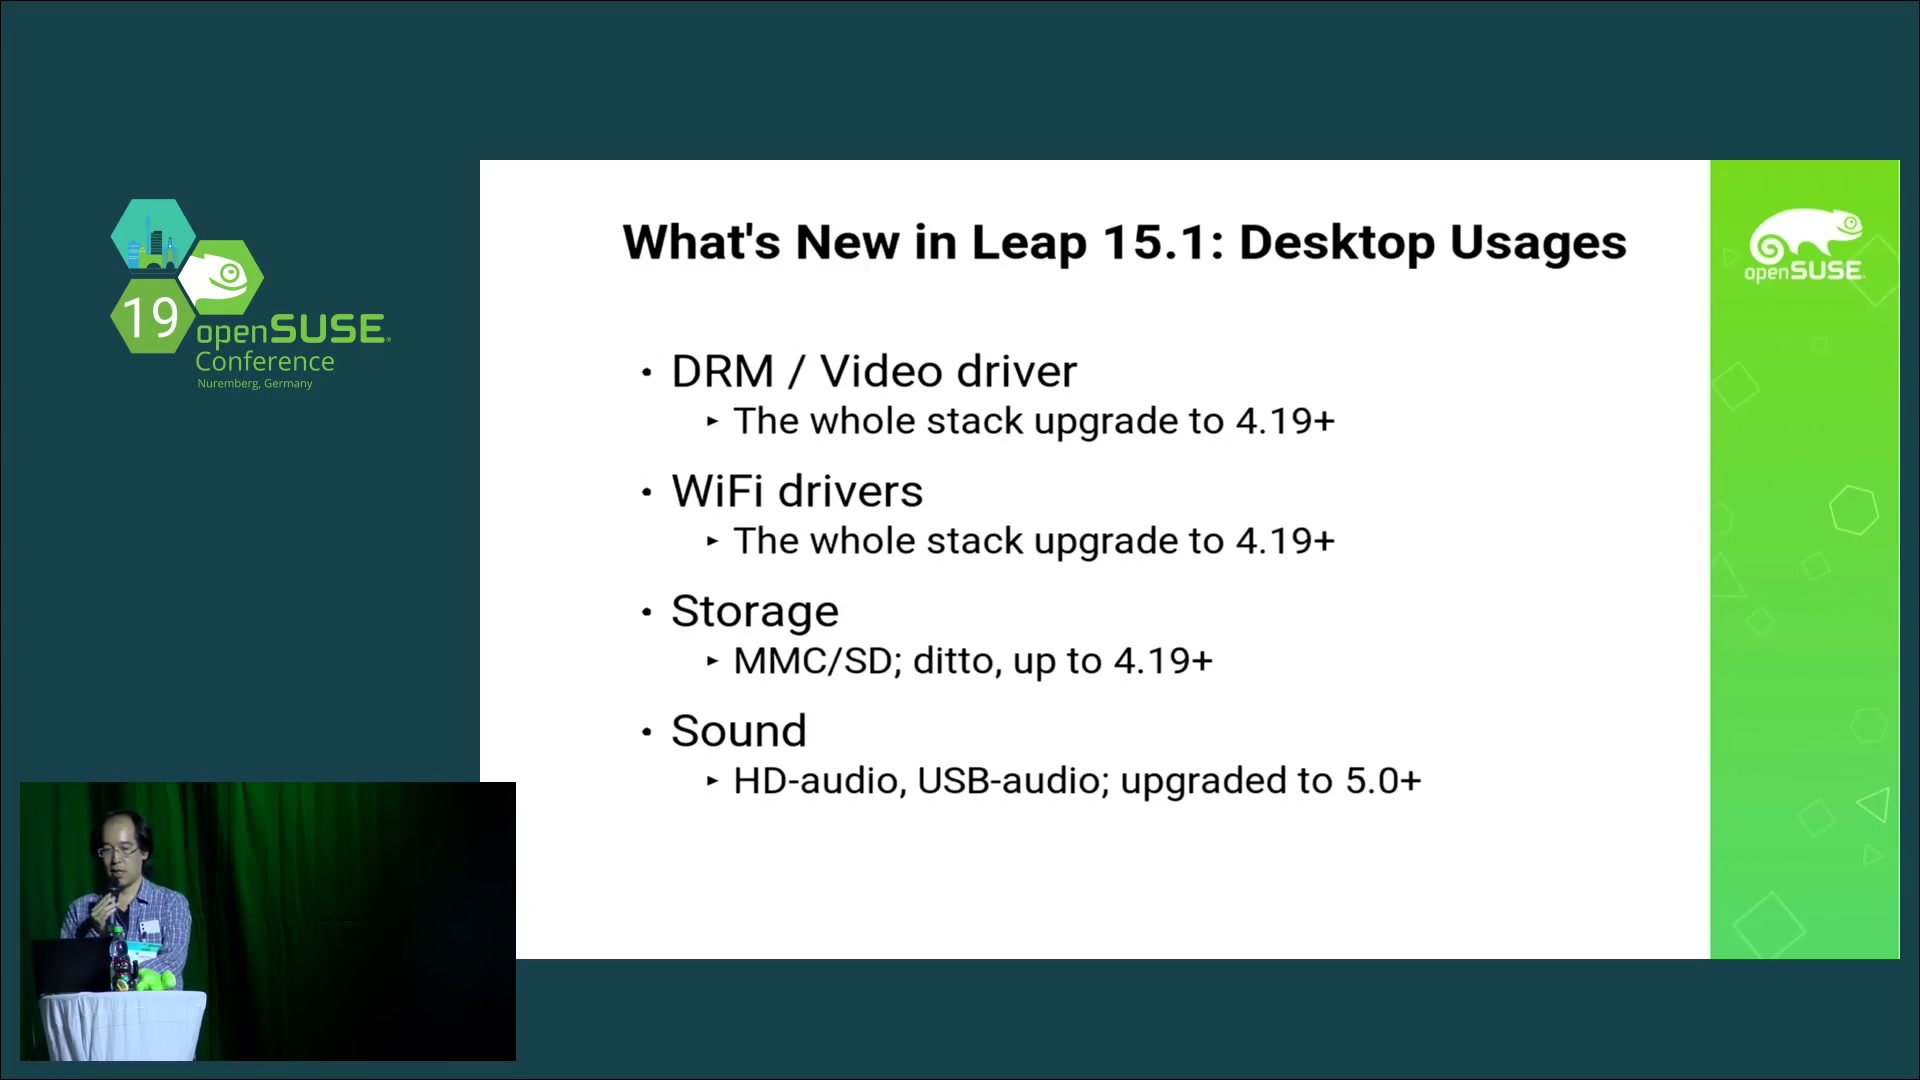 19
openSUSE
Conference
Nuremberg, Germany
What's New in Leap 15.1: Desktop Usages
openSUSE
• DRM / Video driver
▸ The whole stack upgrade to 4.19+
• WiFi drivers
▸ The whole stack upgrade to 4.19+
• Storage
▸ MMC/SD; ditto, up to 4.19+
• Sound
▸ HD-audio, USB-audio; upgraded to 5.0+